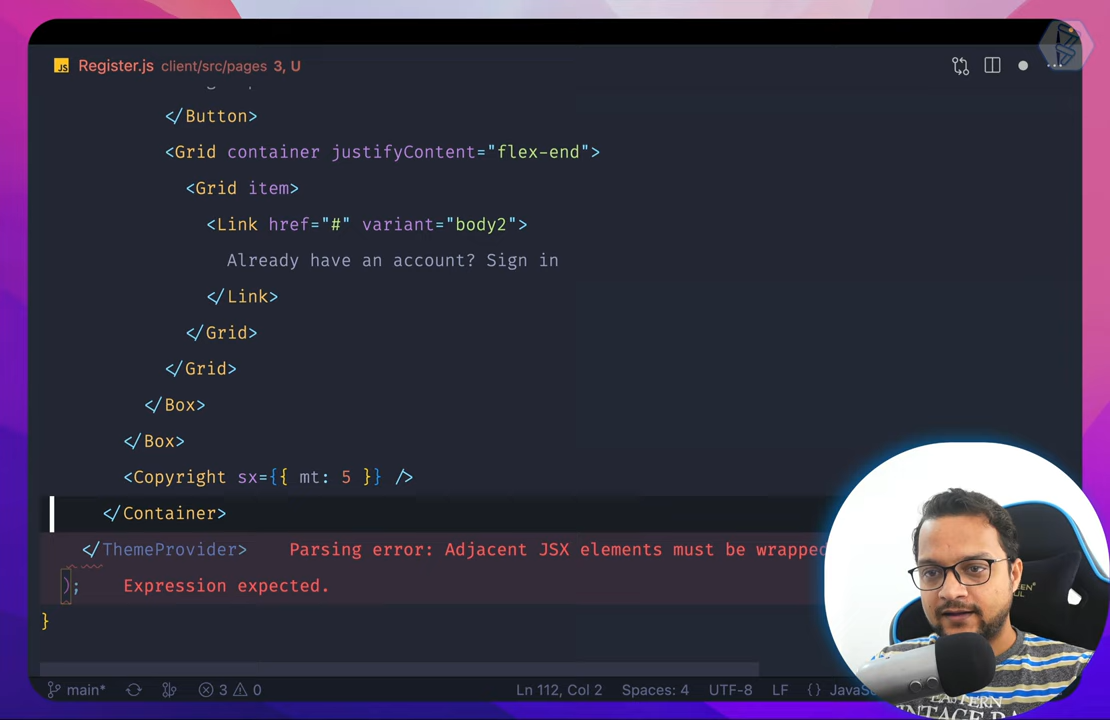 JS Register.js client/src/pages 3, U
</Button>
<Grid container justifyContent="flex-end">
<Grid item>
<Link href="#" variant="body2">
Already have an account? Sign in
</Link>
</Grid>
</Grid>
</Box>
</Box>
<Copyright sx={{ mt: 5 }} />
</Container>
</ThemeProvider> Parsing error: Adjacent JSX elements must be wrapped
); Expression expected.
}
main* 3 0 Ln 112, Col 2 Spaces: 4 UTF-8 LF {}
EASTERN